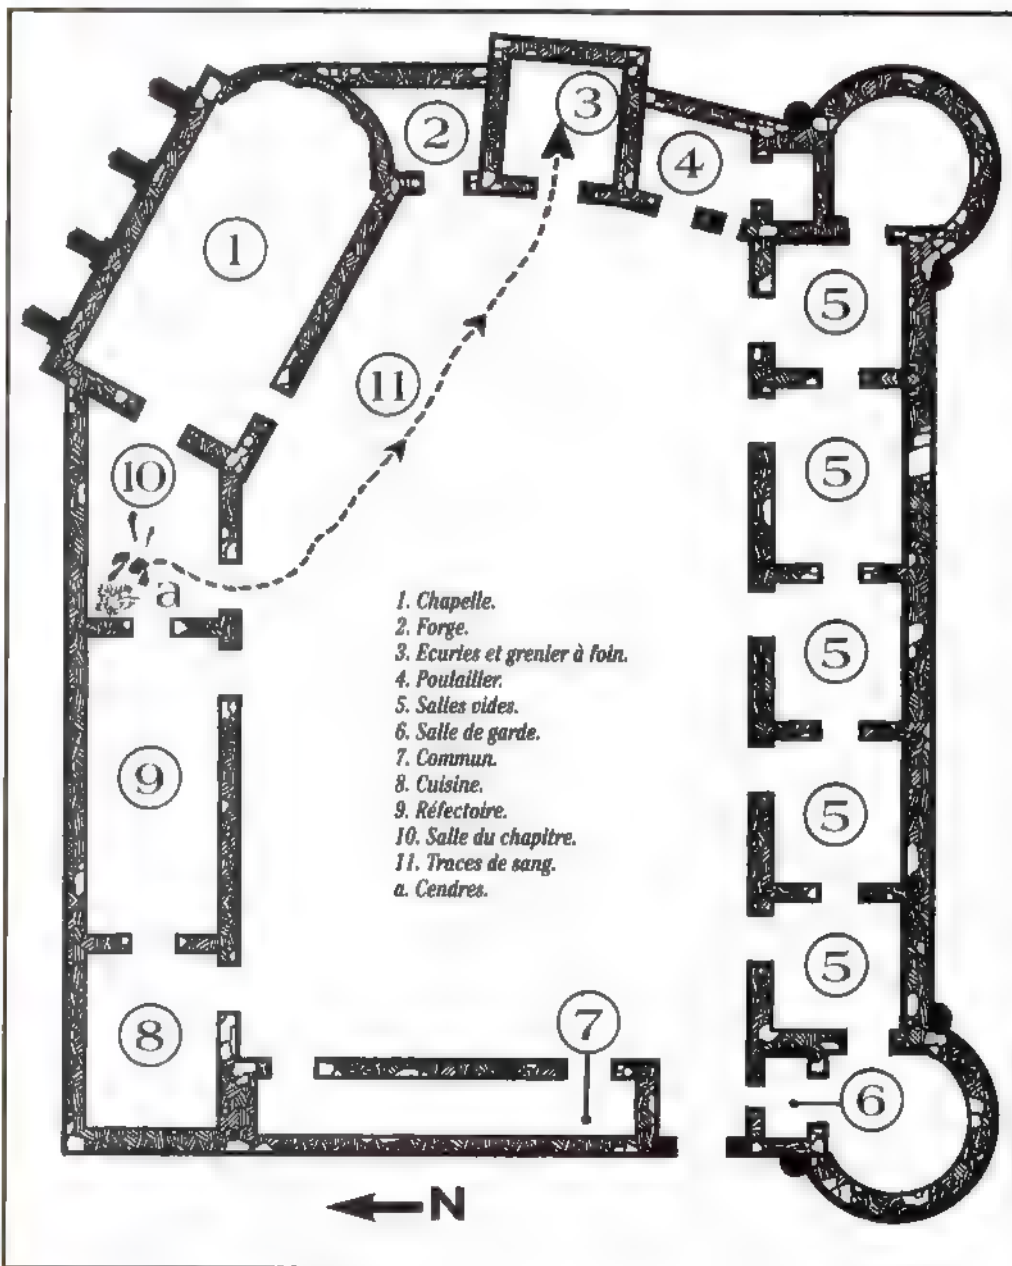 3
2
4
1
5
11
5
10
a
1. Chapelle.
2. Forge.
3. Ecuries et grenier à foin.
4. Poulailler.
5. Salles vides.
6. Salle de garde.
7. Commun.
8. Cuisine.
9. Réfectoire.
10. Salle du chapitre.
11. Traces de sang.
a. Cendres.
5
9
5
5
7
8
6
N